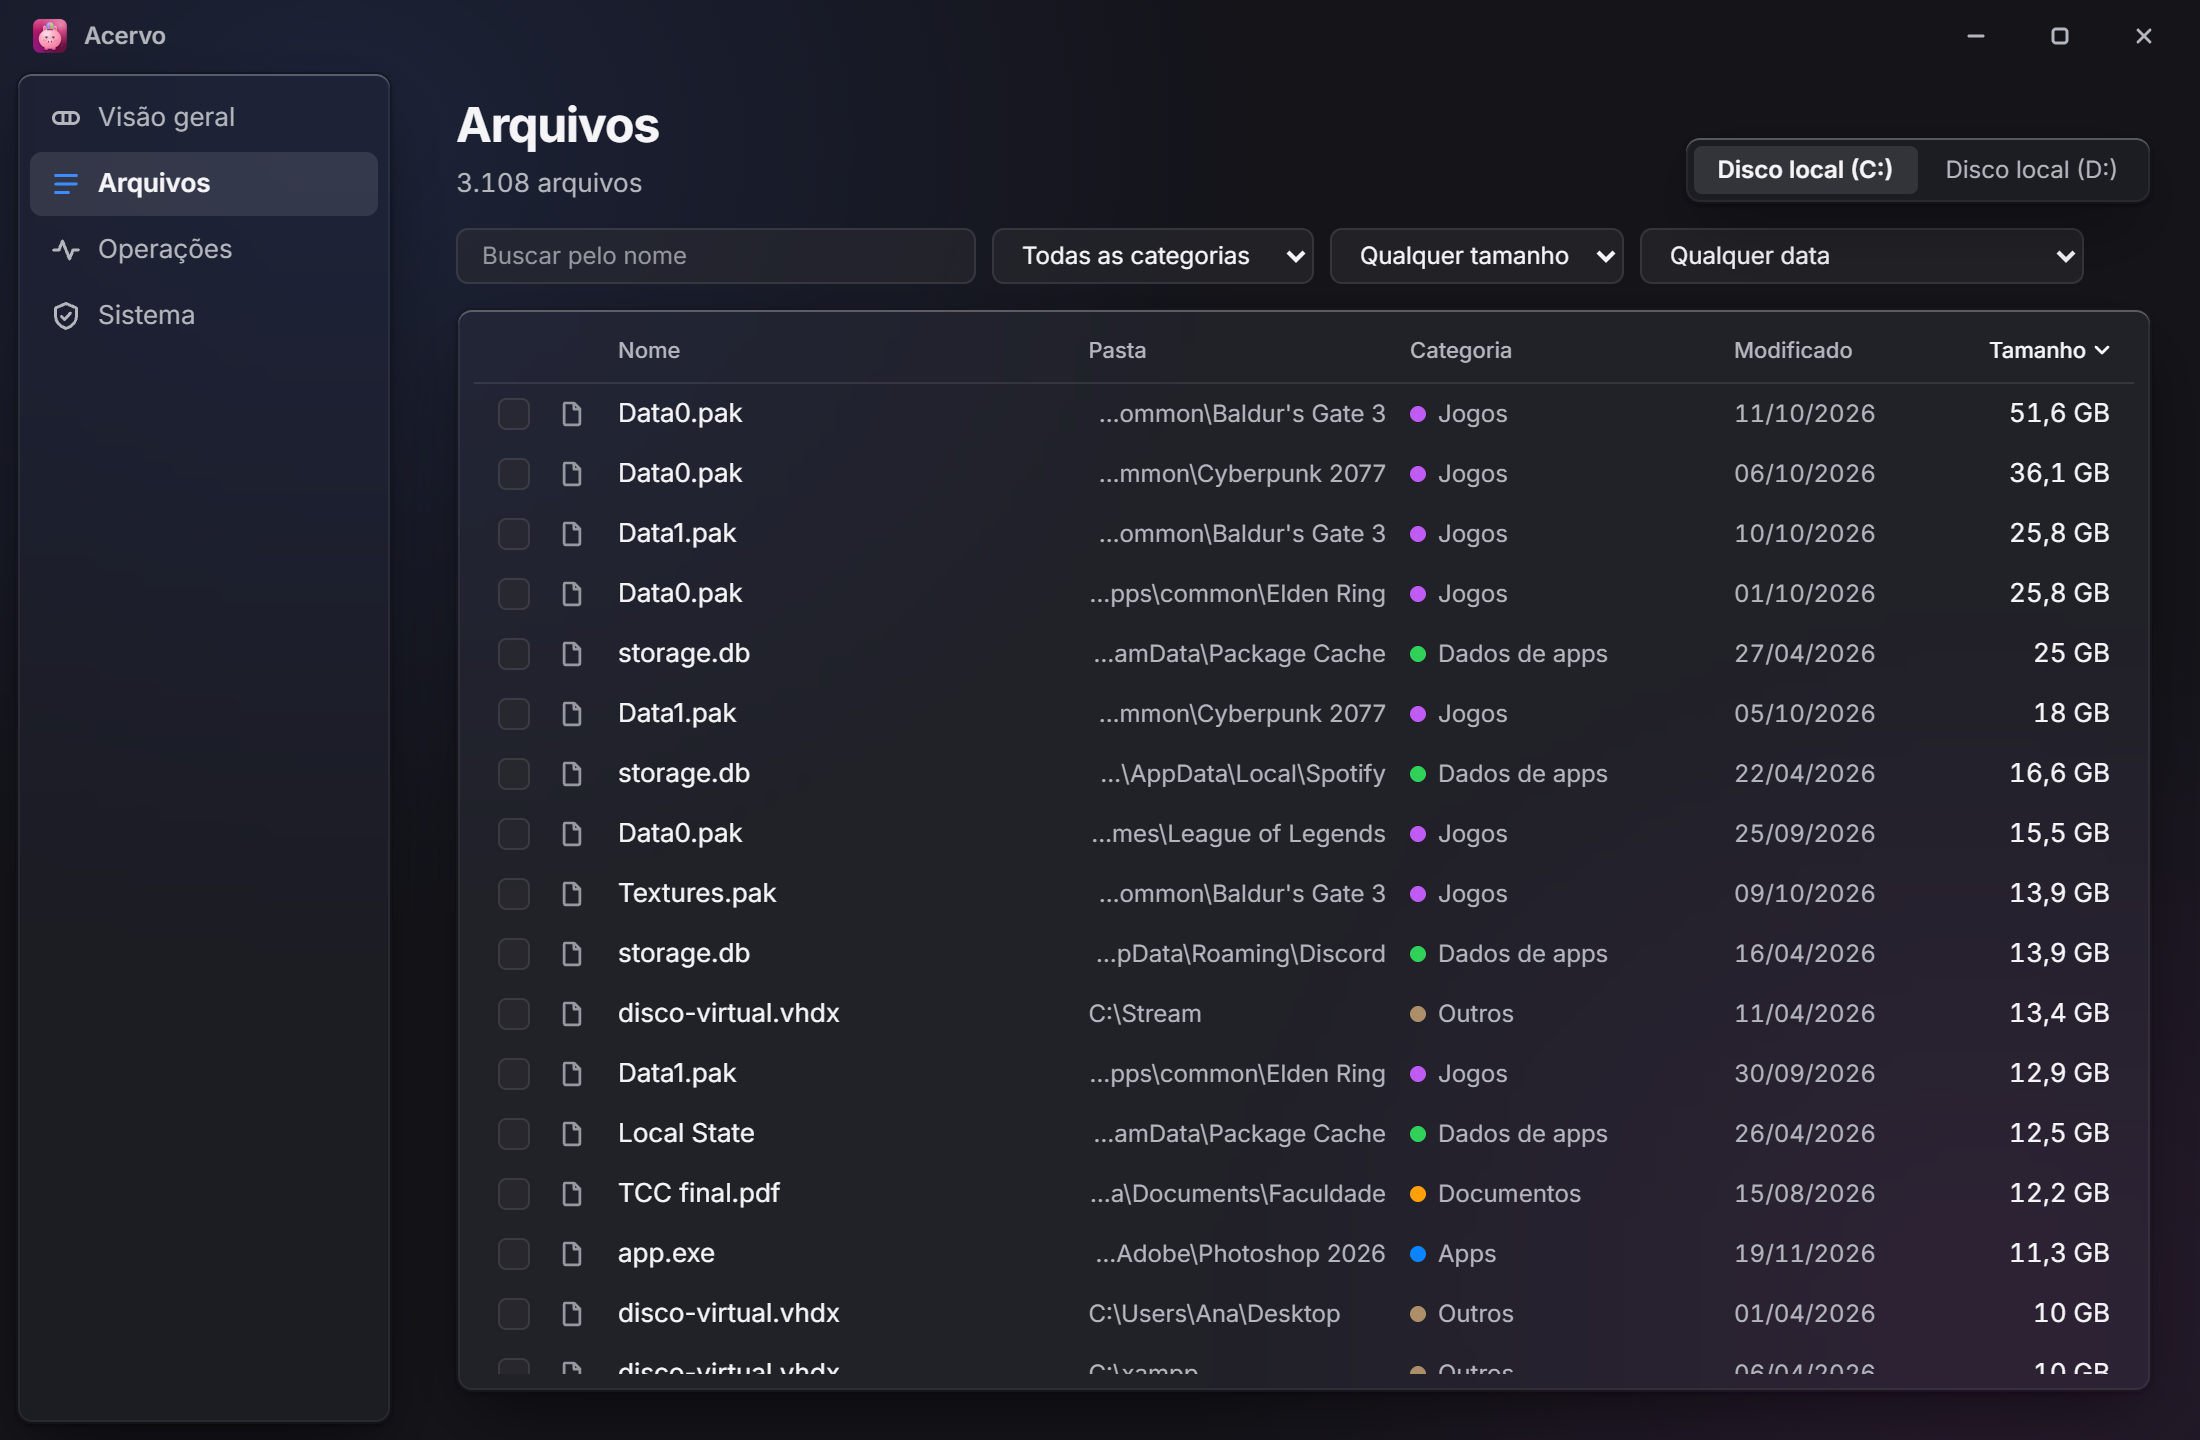 Acervo
Visão geral
Arquivos
Operações
Sistema
Arquivos
3.108 arquivos
Disco local (C:) Disco local (D:)
Buscar pelo nome Todas as categorias Qualquer tamanho Qualquer data
Nome Pasta Categoria Modificado Tamanho
Data0.pak ...ommon\Baldur's Gate 3 Jogos 11/10/2026 51,6 GB
Data0.pak ...mmon\Cyberpunk 2077 Jogos 06/10/2026 36,1 GB
Data1.pak ...ommon\Baldur's Gate 3 Jogos 10/10/2026 25,8 GB
Data0.pak ...pps\common\Elden Ring Jogos 01/10/2026 25,8 GB
storage.db ...amData\Package Cache Dados de apps 27/04/2026 25 GB
Data1.pak ...mmon\Cyberpunk 2077 Jogos 05/10/2026 18 GB
storage.db ...\AppData\Local\Spotify Dados de apps 22/04/2026 16,6 GB
Data0.pak ...mes\League of Legends Jogos 25/09/2026 15,5 GB
Textures.pak ...ommon\Baldur's Gate 3 Jogos 09/10/2026 13,9 GB
storage.db ...pData\Roaming\Discord Dados de apps 16/04/2026 13,9 GB
disco-virtual.vhdx C:\Stream Outros 11/04/2026 13,4 GB
Data1.pak ...pps\common\Elden Ring Jogos 30/09/2026 12,9 GB
Local State ...amData\Package Cache Dados de apps 26/04/2026 12,5 GB
TCC final.pdf ...a\Documents\Faculdade Documentos 15/08/2026 12,2 GB
app.exe ...Adobe\Photoshop 2026 Apps 19/11/2026 11,3 GB
disco-virtual.vhdx C:\Users\Ana\Desktop Outros 01/04/2026 10 GB
disco-virtual.vhdx C:\xampp Outros 06/04/2026 10 GB